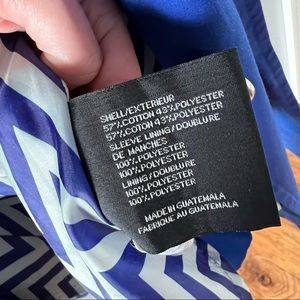 SHELL/EXTERIEUR
57% COTTON 43% POLYESTER
57% COTON 43% POLYESTER
SLEEVE LINING/DOUBLURE
DE MANCHES
100% POLYESTER
100% POLYESTER
LINING/DOUBLURE
100% POLYESTER
100% POLYESTER
MADE IN GUATEMALA
FABRIQUE AU GUATEMALA